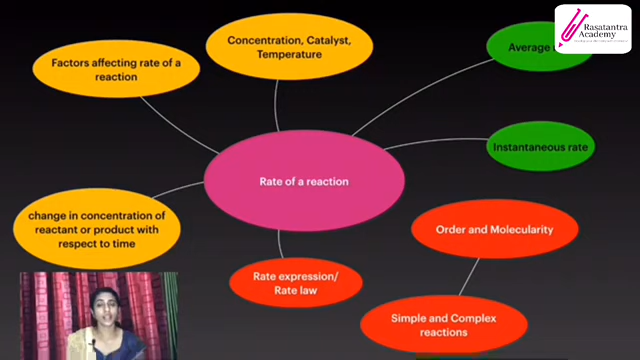 Rasatantra
Academy
Concentration, Catalyst,
Temperature
Average
Factors affecting rate of a
reaction
Instantaneous rate
Rate of a reaction
change in concentration of
reactant or product with
respect to time
Order and Molecularity
Rate expression/
Rate law
Simple and Complex
reactions